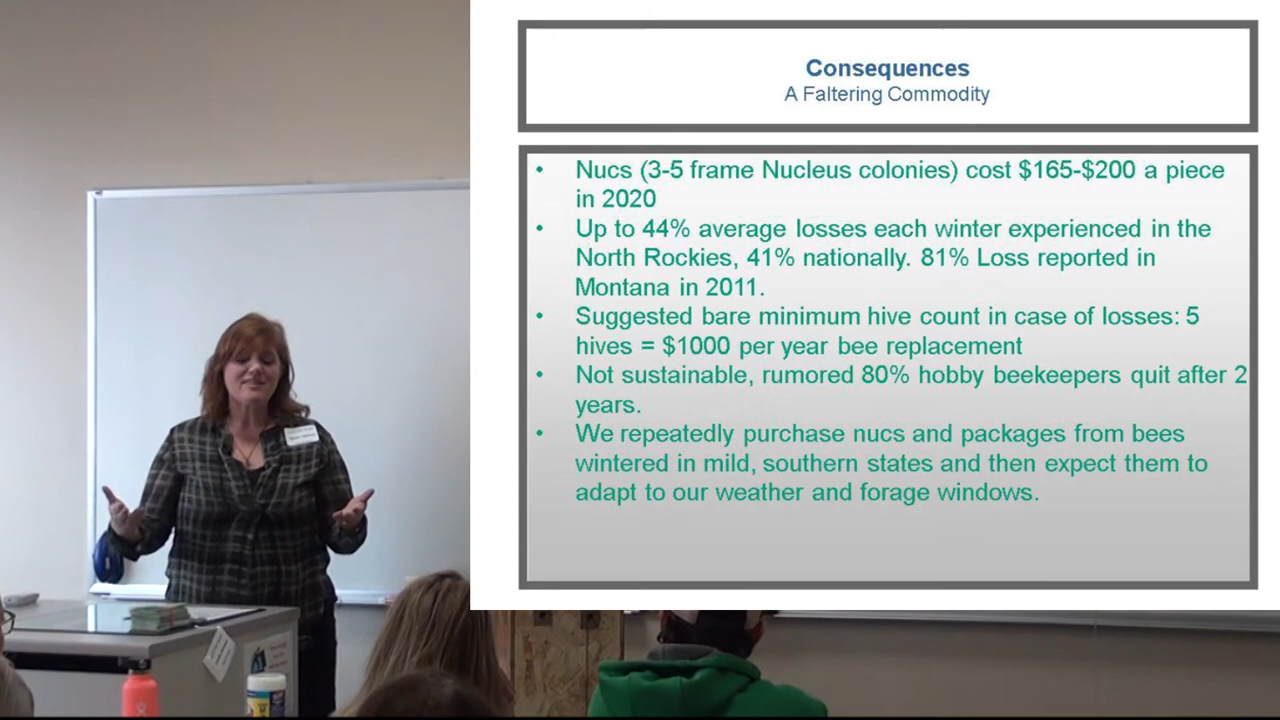 Consequences
A Faltering Commodity
• Nucs (3-5 frame Nucleus colonies) cost $165-$200 a piece
in 2020
• Up to 44% average losses each winter experienced in the
North Rockies, 41% nationally. 81% Loss reported in
Montana in 2011.
• Suggested bare minimum hive count in case of losses: 5
hives = $1000 per year bee replacement
• Not sustainable, rumored 80% hobby beekeepers quit after 2
years.
• We repeatedly purchase nucs and packages from bees
wintered in mild, southern states and then expect them to
adapt to our weather and forage windows.